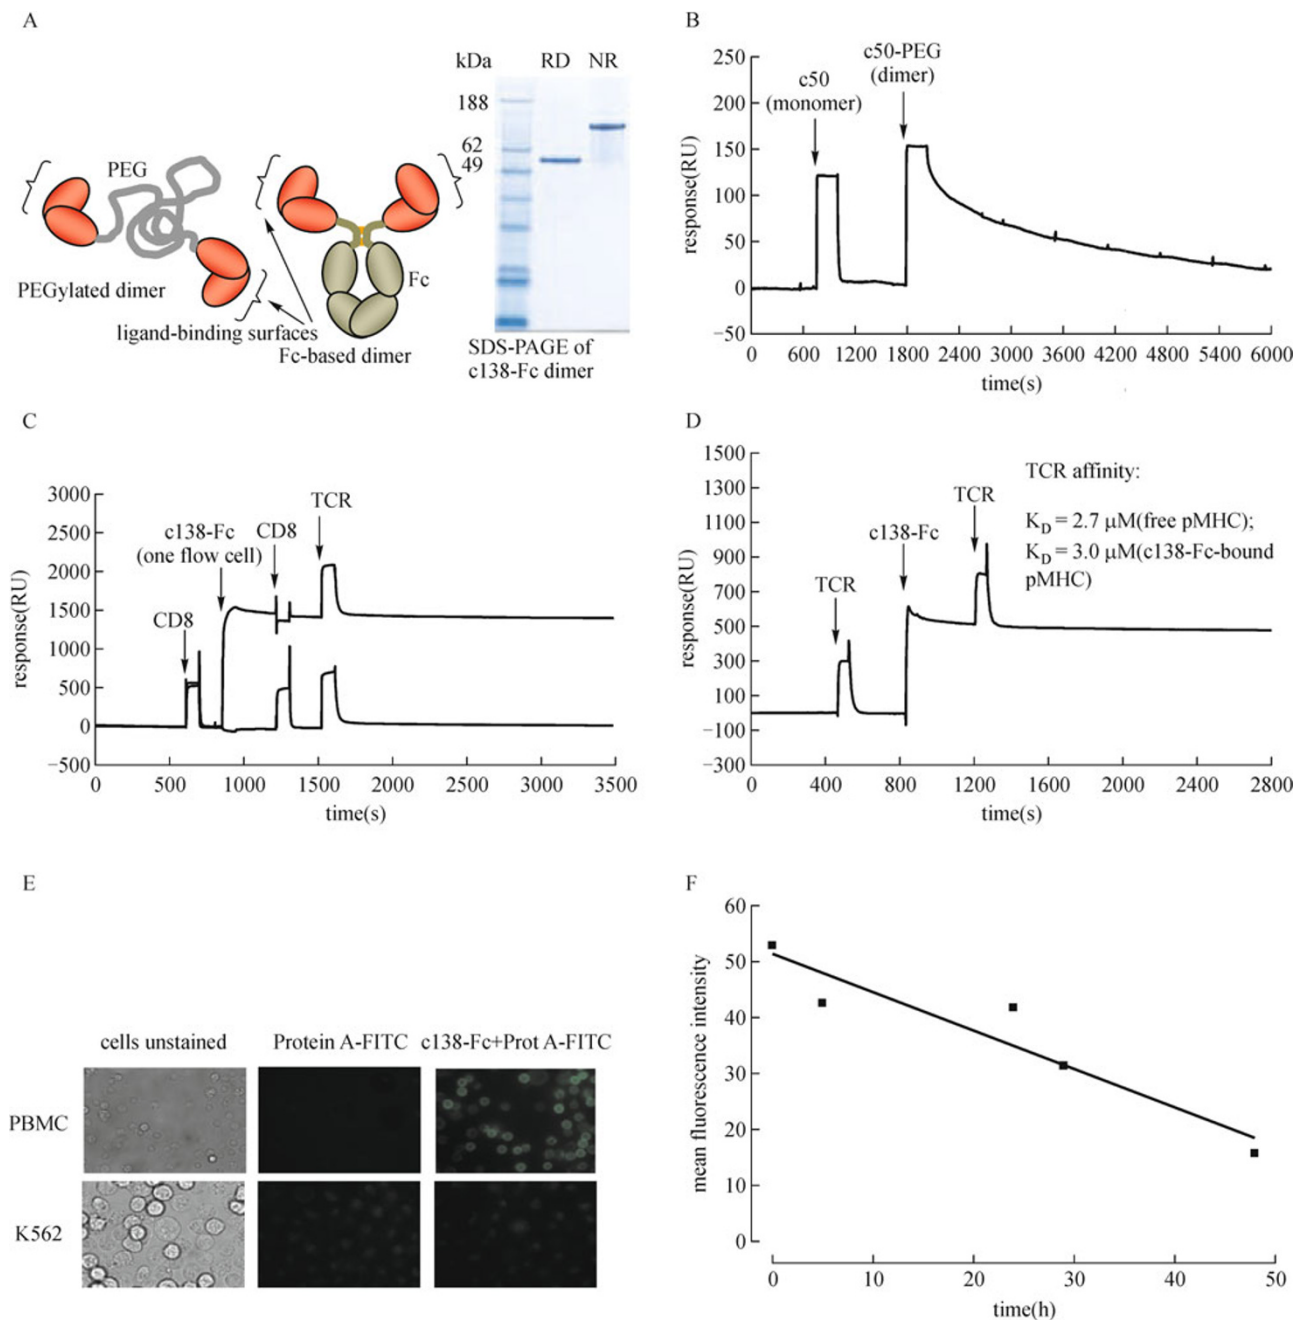 A
kDa
RD
NR
188
62
49
PEG
Fc
PEGylated dimer
ligand-binding surfaces
Fc-based dimer
SDS-PAGE of
c138-Fc dimer
B
response(RU)
250
200
150
100
50
0
−50
c50
(monomer)
c50-PEG
(dimer)
0 600 1200 1800 2400 3000 3600 4200 4800 5400 6000
time(s)
C
response(RU)
3000
2500
2000
1500
1000
500
0
−500
CD8
c138-Fc
(one flow cell)
CD8
TCR
0 500 1000 1500 2000 2500 3000 3500
time(s)
D
response(RU)
1500
1300
1100
900
700
500
300
100
−100
−300
TCR
c138-Fc
TCR
TCR affinity:
K_D = 2.7 μM(free pMHC);
K_D = 3.0 μM(c138-Fc-bound
pMHC)
0 400 800 1200 1600 2000 2400 2800
time(s)
E
cells unstained
Protein A-FITC
c138-Fc+Prot A-FITC
PBMC
K562
F
mean fluorescence intensity
60
50
40
30
20
10
0
0 10 20 30 40 50
time(h)